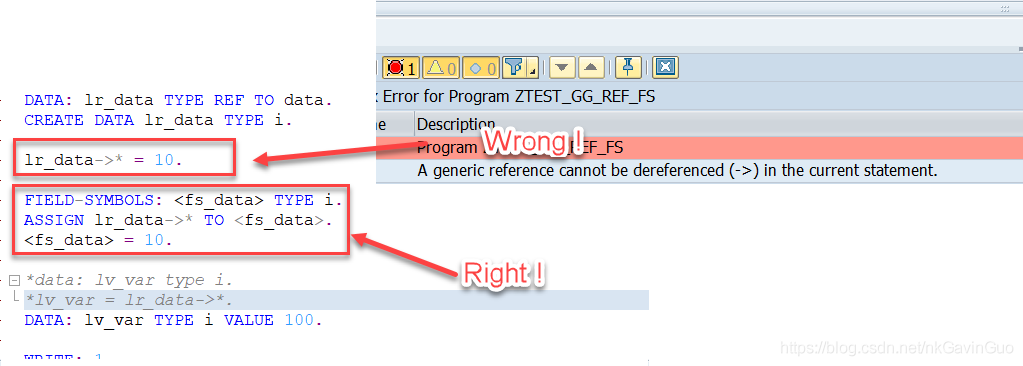 1 0 0
k Error for Program ZTEST_GG_REF_FS
DATA: lr_data TYPE REF TO data.
CREATE DATA lr_data TYPE i.
ne Description
lr_data->* = 10.
Wrong !
Program REF_FS
A generic reference cannot be dereferenced (->) in the current statement.
FIELD-SYMBOLS: <fs_data> TYPE i.
ASSIGN lr_data->* TO <fs_data>.
<fs_data> = 10.
Right !
*data: lv_var type i.
*lv_var = lr_data->*.
DATA: lv_var TYPE i VALUE 100.
https://blog.csdn.net/nkGavinGuo